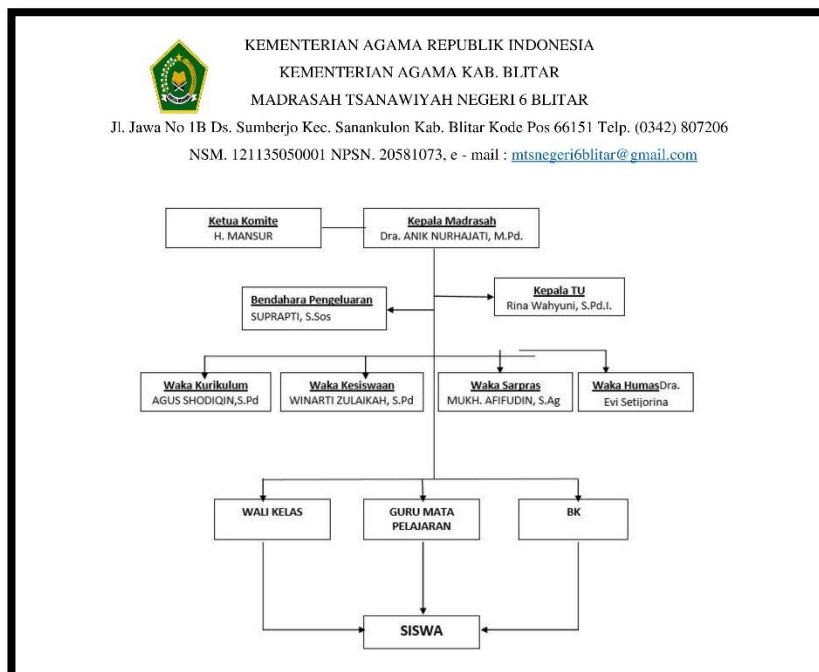 KEMENTERIAN AGAMA REPUBLIK INDONESIA
KEMENTERIAN AGAMA KAB. BLITAR
MADRASAH TSANAWIYAH NEGERI 6 BLITAR
Jl. Jawa No 1B Ds. Sumberjo Kec. Sanankulon Kab. Blitar Kode Pos 66151 Telp. (0342) 807206
NSM. 121135050001 NPSN. 20581073, e - mail : mtsnegeri6blitar@gmail.com
Ketua Komite
H. MANSUR
Kepala Madrasah
Dra. ANIK NURHAJATI, M.Pd.
Bendahara Pengeluaran
SUPRAPTI, S.Sos
Kepala TU
Rina Wahyuni, S.Pd.I.
Waka Kurikulum
AGUS SHODIQIN,S.Pd
Waka Kesiswaan
WINARTI ZULAIKAH, S.Pd
Waka Sarpras
MUKH. AFIFUDIN, S.Ag
Waka HumasDra.
Evi Setijorina
WALI KELAS
GURU MATA
PELAJARAN
BK
SISWA